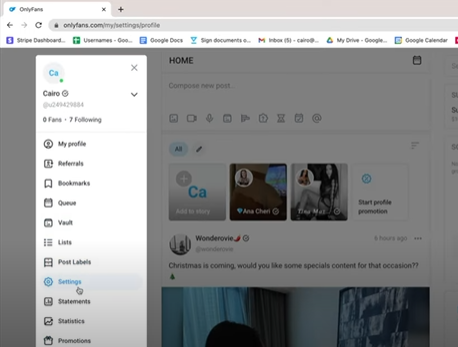 OnlyFans
onlyfans.com/my/settings/profile
Stripe Dashboard...
Usernames - Goo...
Google Docs
Sign documents o...
Inbox (5) - cairo@...
My Drive - Google...
Google Calendar
Ca
Cairo
@u249429884
0 Fans • 7 Following
My profile
Referrals
Bookmarks
Queue
Vault
Lists
Post Labels
Settings
Statements
Statistics
Promotions
HOME
Compose new post...
All
Ca
Add to story
Ana Cheri
Start profile
promotion
Wonderovie
@wonderovie
5 hours ago
Christmas is coming, would you like some specials content for that occasion??